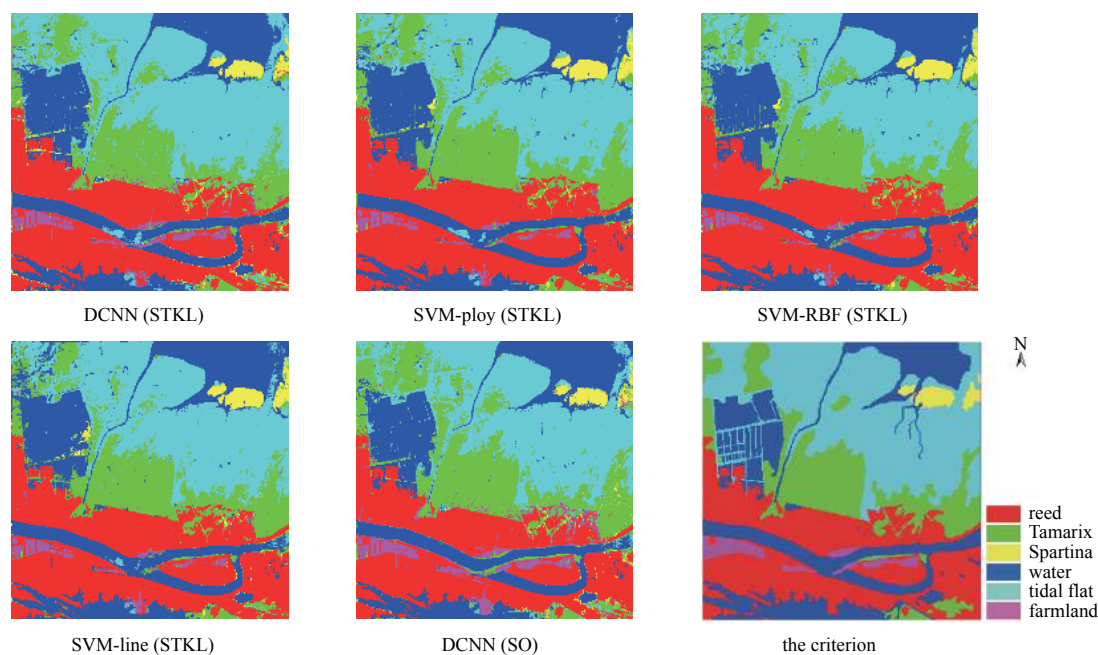 DCNN (STKL)
SVM-ploy (STKL)
SVM-RBF (STKL)
N
reed
Tamarix
Spartina
water
tidal flat
farmland
SVM-line (STKL)
DCNN (SO)
the criterion